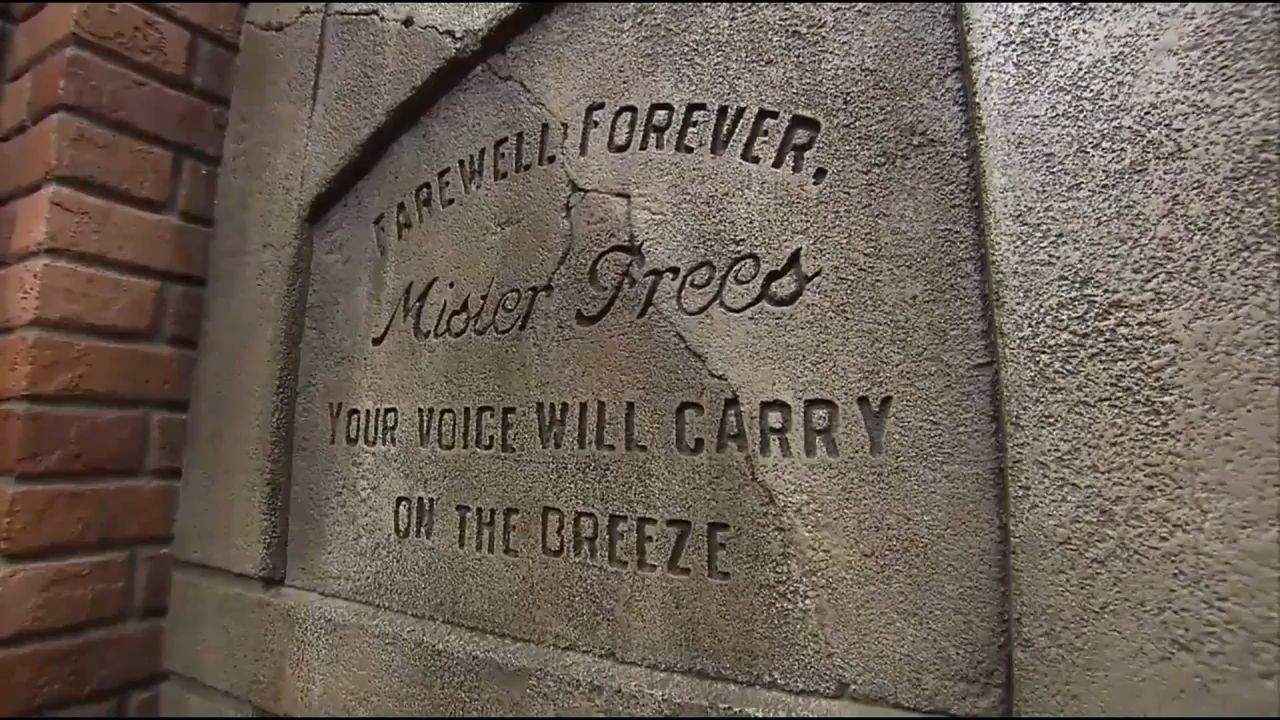 FAREWELL FOREVER,
Mister Frees
YOUR VOICE WILL CARRY
ON THE BREEZE